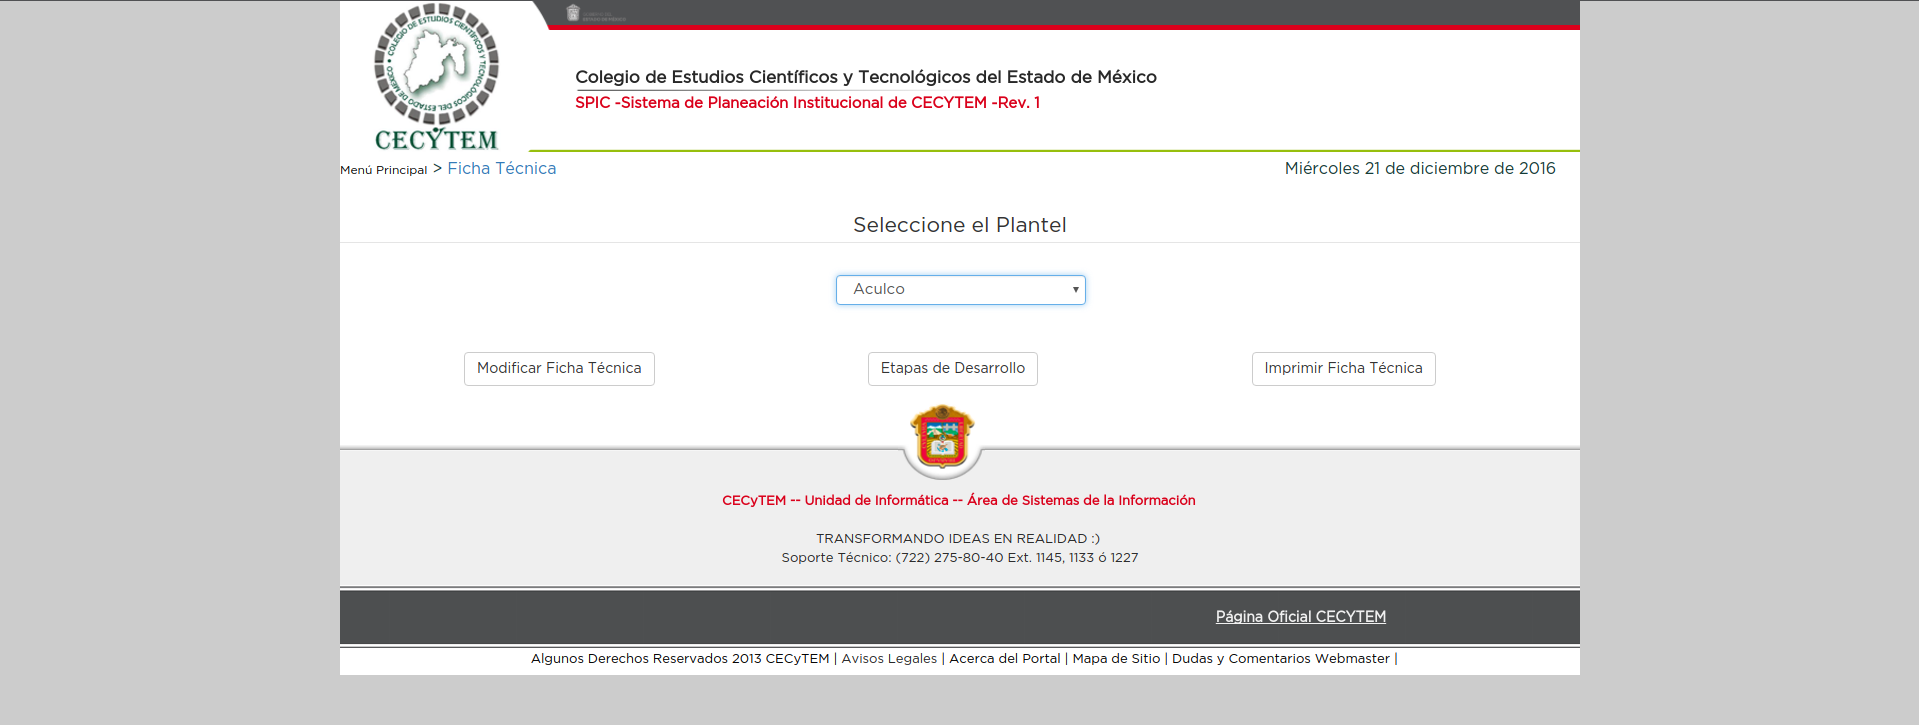 COLEGIO DE ESTUDIOS CIENTÍFICOS Y TECNOLÓGICOS DEL ESTADO DE MÉXICO
CECYTEM
Colegio de Estudios Científicos y Tecnológicos del Estado de México
SPIC -Sistema de Planeación Institucional de CECYTEM -Rev. 1
Menú Principal > Ficha Técnica
Miércoles 21 de diciembre de 2016
Seleccione el Plantel
Aculco
Modificar Ficha Técnica
Etapas de Desarrollo
Imprimir Ficha Técnica
CECyTEM -- Unidad de Informática -- Área de Sistemas de la Información
TRANSFORMANDO IDEAS EN REALIDAD :)
Soporte Técnico: (722) 275-80-40 Ext. 1145, 1133 ó 1227
Página Oficial CECYTEM
Algunos Derechos Reservados 2013 CECyTEM | Avisos Legales | Acerca del Portal | Mapa de Sitio | Dudas y Comentarios Webmaster |